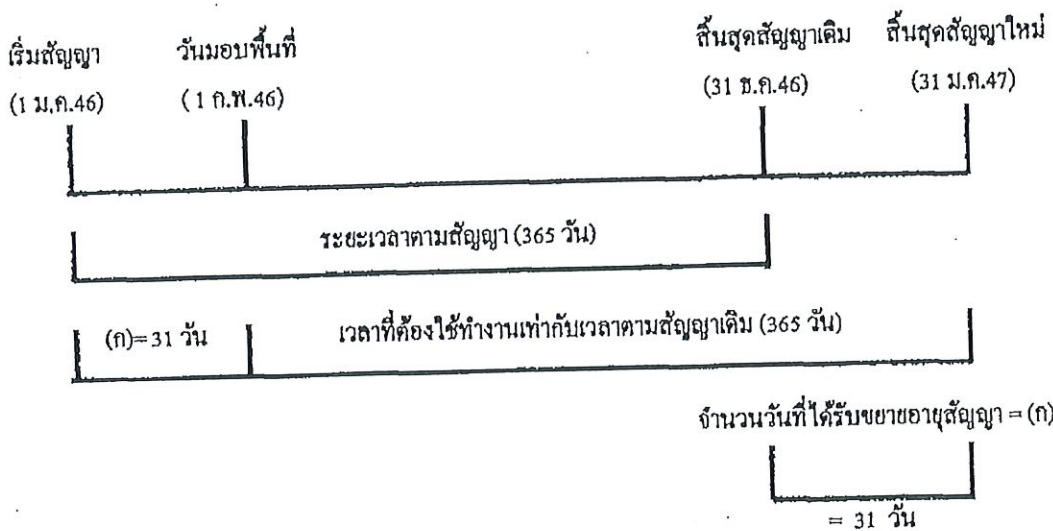 เริ่มสัญญา วันมอบพื้นที่ สิ้นสุดสัญญาเดิม สิ้นสุดสัญญาใหม่
(1 ม.ค.46) ( 1 ก.พ.46) (31 ธ.ค.46) (31 ม.ค.47)
ระยะเวลาตามสัญญา (365 วัน)
(ก)= 31 วัน เวลาที่ต้องใช้ทำงานเท่ากับเวลาตามสัญญาเดิม (365 วัน)
จำนวนวันที่ได้รับขยายอายุสัญญา = (ก)
= 31 วัน